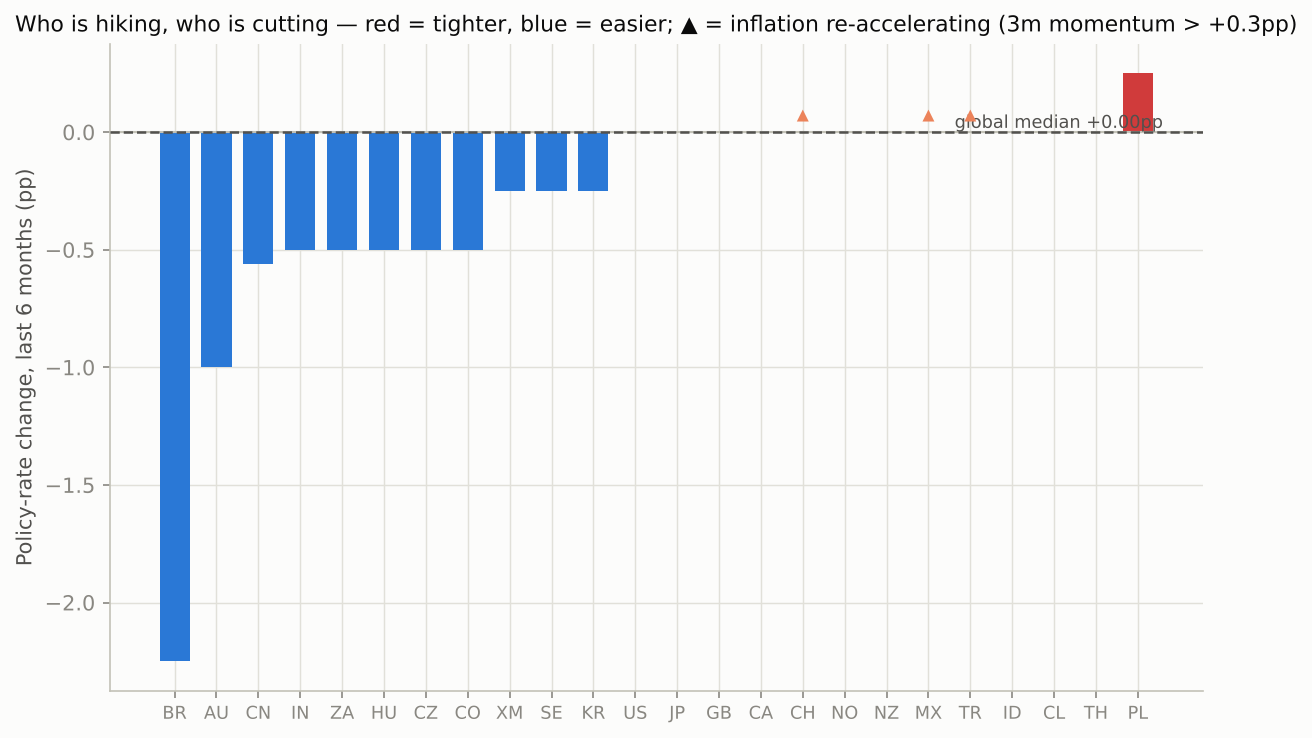 Who is hiking, who is cutting — red = tighter, blue = easier; ▲ = inflation re-accelerating (3m momentum > +0.3pp)
Policy-rate change, last 6 months (pp)
0.0
−0.5
−1.0
−1.5
−2.0
global median +0.00pp
BR AU CN IN ZA HU CZ CO XM SE KR US JP GB CA CH NO NZ MX TR ID CL TH PL